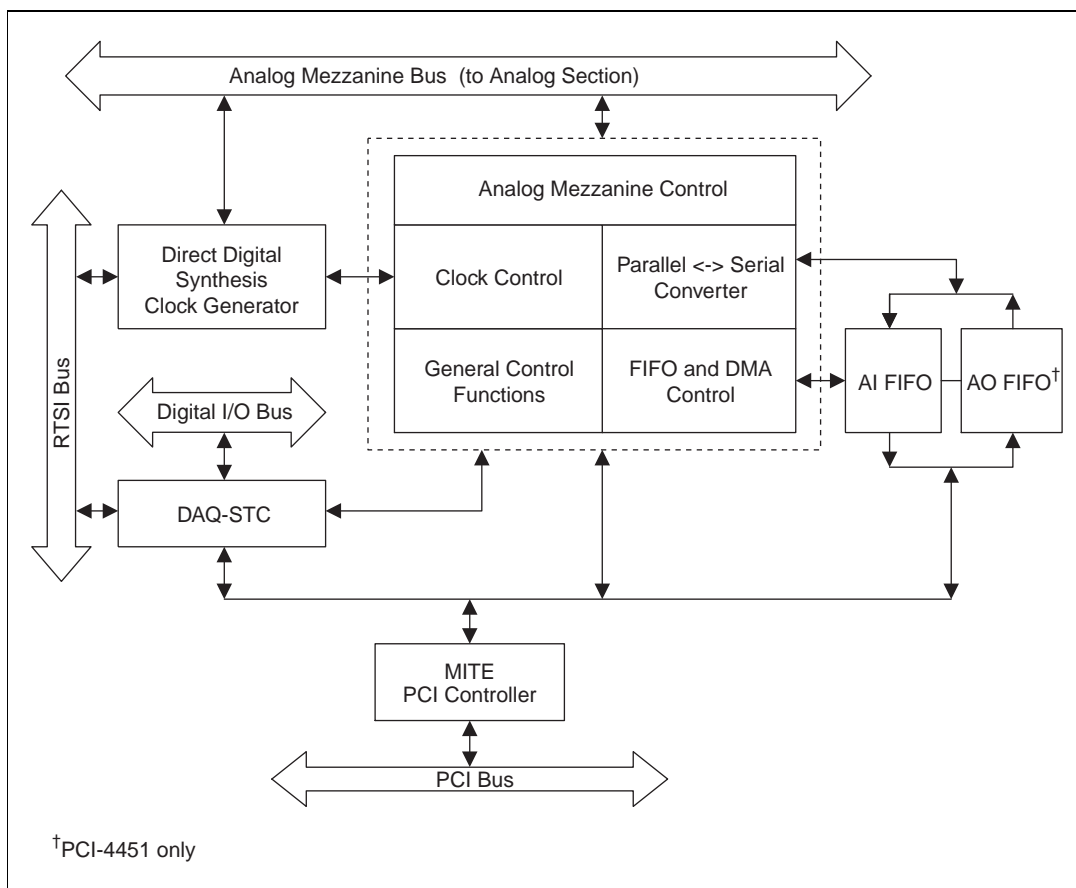 Analog Mezzanine Bus (to Analog Section)
Analog Mezzanine Control
Direct Digital
Synthesis
Clock Generator
Clock Control
Parallel <-> Serial
Converter
RTSI Bus
General Control
Functions
FIFO and DMA
Control
AI FIFO
AO FIFO†
Digital I/O Bus
DAQ-STC
MITE
PCI Controller
PCI Bus
†PCI-4451 only